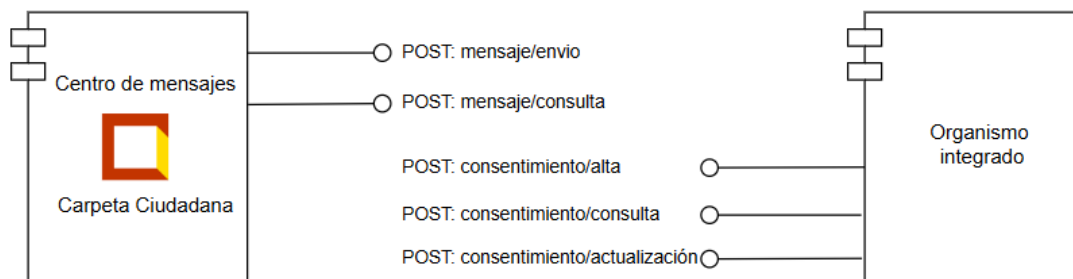 Centro de mensajes
Carpeta Ciudadana
POST: mensaje/envio
POST: mensaje/consulta
POST: consentimiento/alta
POST: consentimiento/consulta
POST: consentimiento/actualización
Organismo
integrado